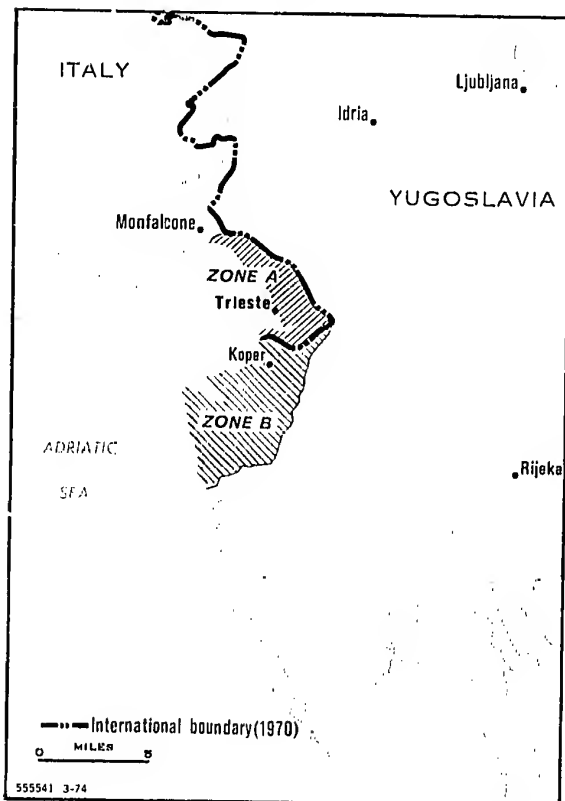 ITALY
Ljubljana
Idria
YUGOSLAVIA
Monfalcone
ZONE A
Trieste
Koper
ZONE B
ADRIATIC
SEA
Rijeka
International boundary(1970)
0 MILES 5
555541 3-74